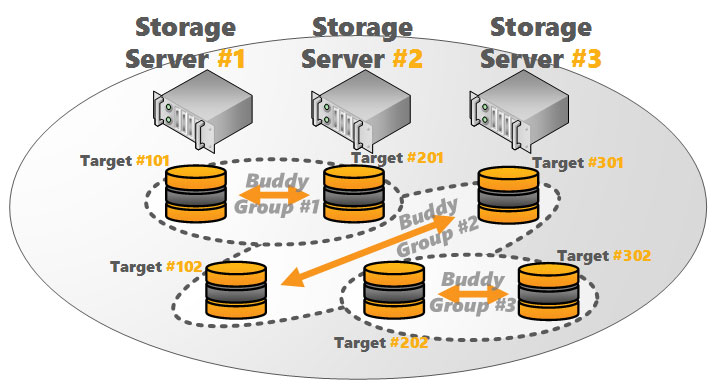 Storage
Server #1
Storage
Server #2
Storage
Server #3
Target #101
Target #201
Target #301
Buddy
Group #1
Buddy
Group #2
Target #102
Target #302
Buddy
Group #3
Target #202